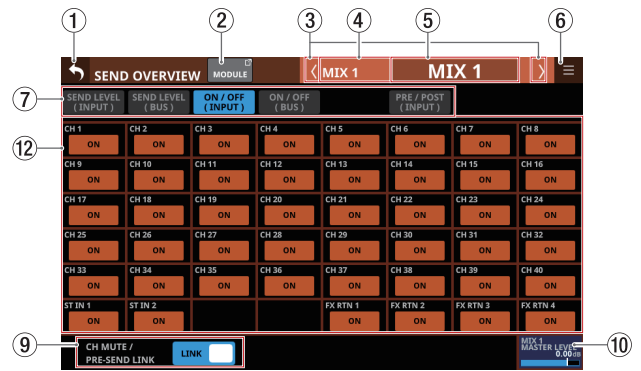 1 2 3 4 5 6
SEND OVERVIEW MODULE MIX 1 MIX 1
7
SEND LEVEL SEND LEVEL ON / OFF ON / OFF PRE / POST
( INPUT ) ( BUS ) ( INPUT ) ( BUS ) ( INPUT )
12
CH 1 CH 2 CH 3 CH 4 CH 5 CH 6 CH 7 CH 8
ON ON ON ON ON ON ON ON
CH 9 CH 10 CH 11 CH 12 CH 13 CH 14 CH 15 CH 16
ON ON ON ON ON ON ON ON
CH 17 CH 18 CH 19 CH 20 CH 21 CH 22 CH 23 CH 24
ON ON ON ON ON ON ON ON
CH 25 CH 26 CH 27 CH 28 CH 29 CH 30 CH 31 CH 32
ON ON ON ON ON ON ON ON
CH 33 CH 34 CH 35 CH 36 CH 37 CH 38 CH 39 CH 40
ON ON ON ON ON ON ON ON
ST IN 1 ST IN 2 FX RTN 1 FX RTN 2 FX RTN 3 FX RTN 4
ON ON ON ON ON ON
9
CH MUTE /
PRE-SEND LINK
LINK
MIX 1
MASTER LEVEL
0.00dB
10